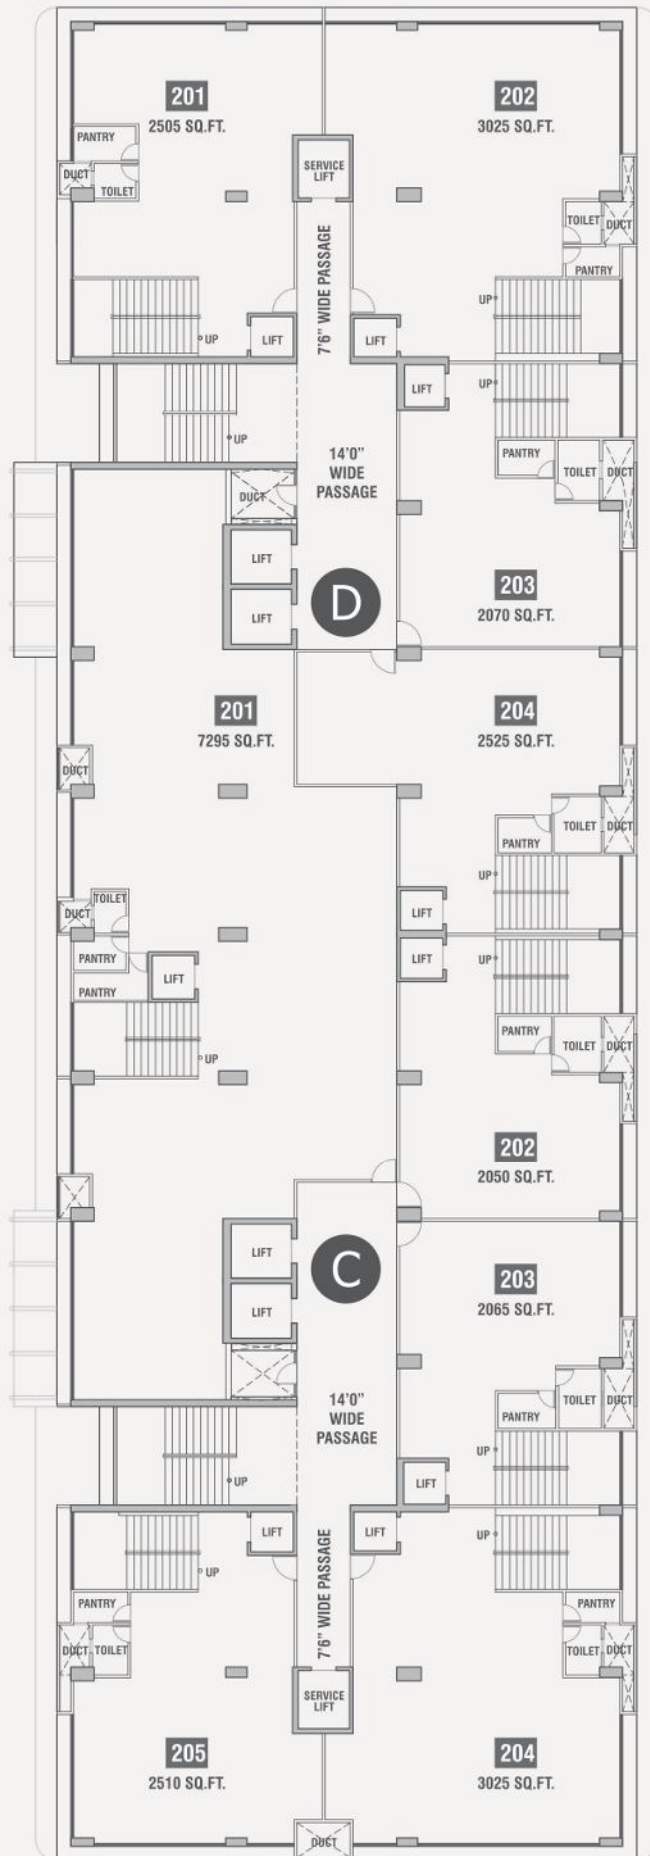 201
2505 SQ.FT.
202
3025 SQ.FT.
PANTRY
DUCT
TOILET
SERVICE
LIFT
TOILET
DUCT
PANTRY
7'6" WIDE PASSAGE
UP
UP
LIFT
LIFT
UP
LIFT
UP
14'0"
WIDE
PASSAGE
PANTRY
TOILET
DUCT
DUCT
LIFT
LIFT
D
203
2070 SQ.FT.
201
7295 SQ.FT.
204
2525 SQ.FT.
DUCT
PANTRY
TOILET
DUCT
UP
TOILET
DUCT
LIFT
PANTRY
LIFT
UP
PANTRY
LIFT
UP
PANTRY
TOILET
DUCT
202
2050 SQ.FT.
LIFT
C
203
2065 SQ.FT.
LIFT
14'0"
WIDE
PASSAGE
PANTRY
TOILET
DUCT
UP
UP
LIFT
LIFT
LIFT
UP
UP
7'6" WIDE PASSAGE
PANTRY
PANTRY
DUCT
TOILET
TOILET
DUCT
SERVICE
LIFT
205
2510 SQ.FT.
204
3025 SQ.FT.
DUCT